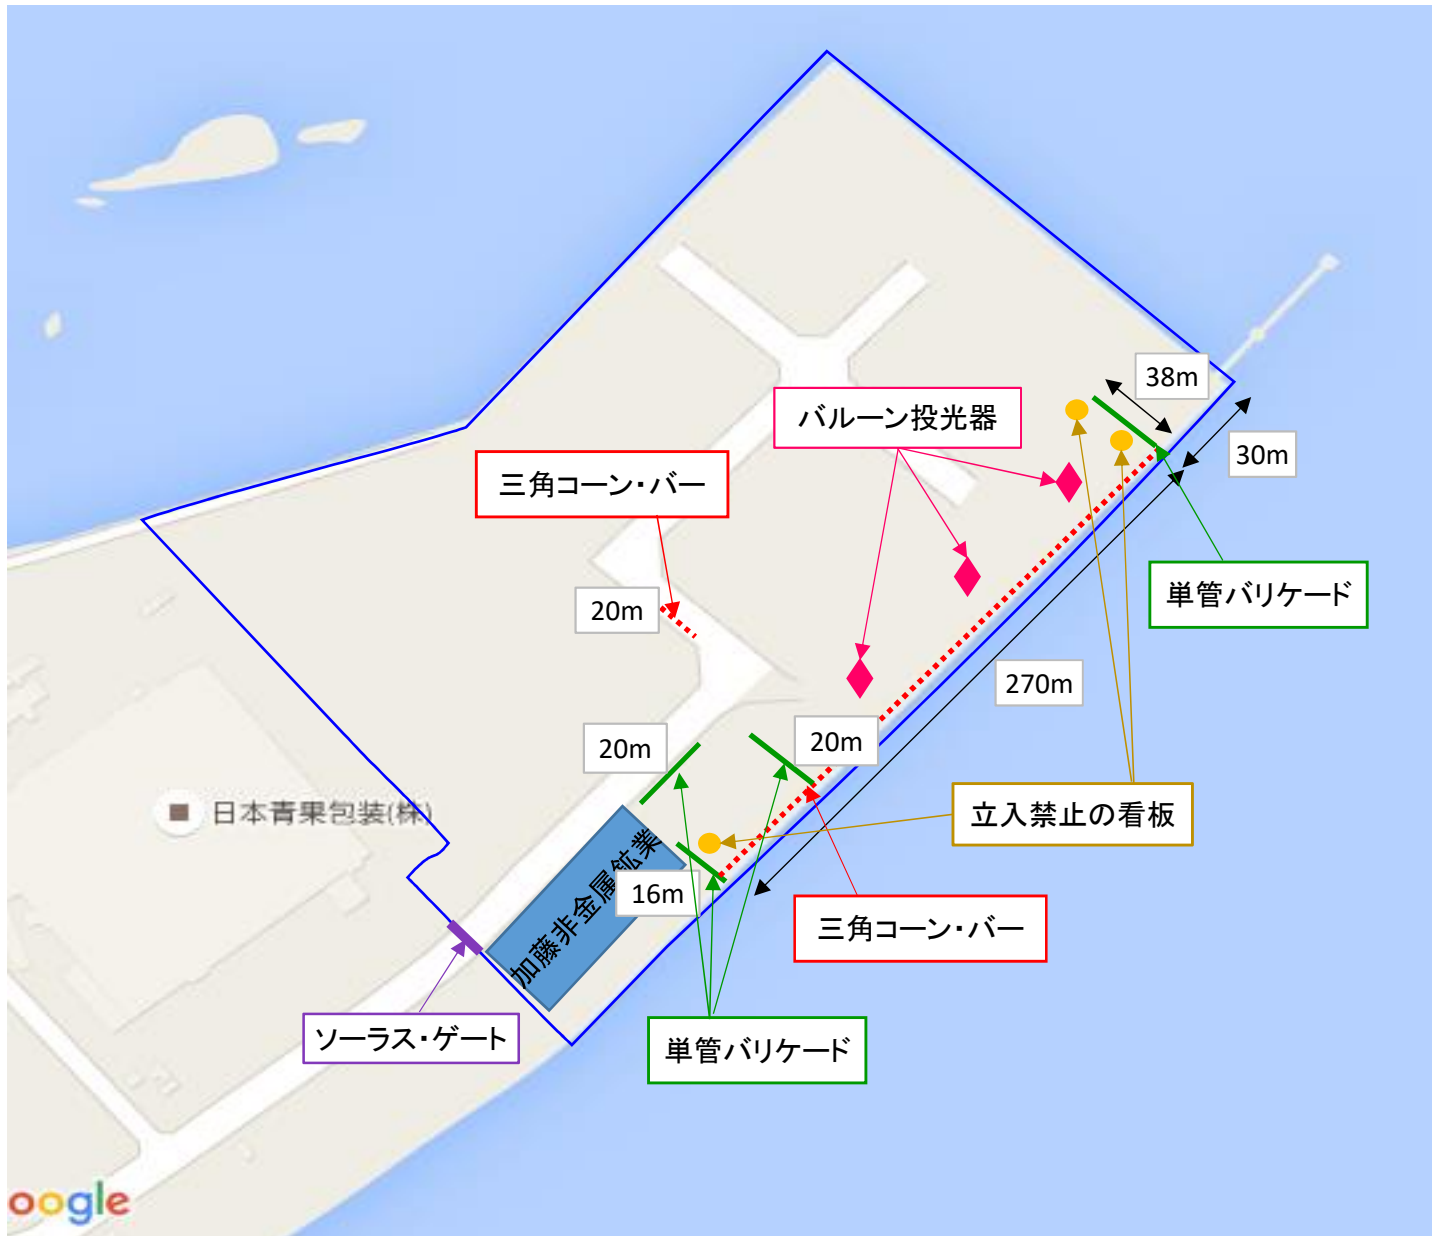 38m
バルーン投光器
30m
三角コーン・バー
単管バリケード
20m
270m
20m
20m
日本青果包装(株)
立入禁止の看板
加藤非金属鉱業
16m
三角コーン・バー
ソーラス・ゲート
単管バリケード
oogle